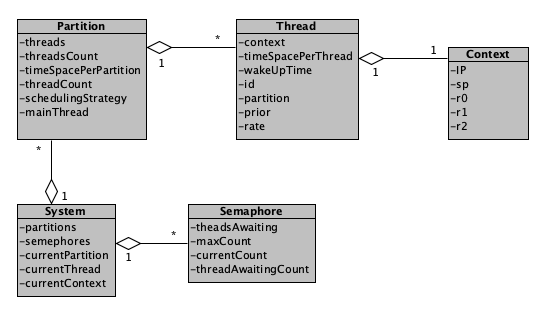 Partition
-threads
-threadsCount
-timeSpacePerPartition
-threadCount
-schedulingStrategy
-mainThread
1
*
Thread
-context
-timeSpacePerThread
-wakeUpTime
-id
-partition
-prior
-rate
1
1
Context
-IP
-sp
-r0
-r1
-r2
*
1
System
-partitions
-semephores
-currentPartition
-currentThread
-currentContext
1
*
Semaphore
-theadsAwaiting
-maxCount
-currentCount
-threadAwaitingCount